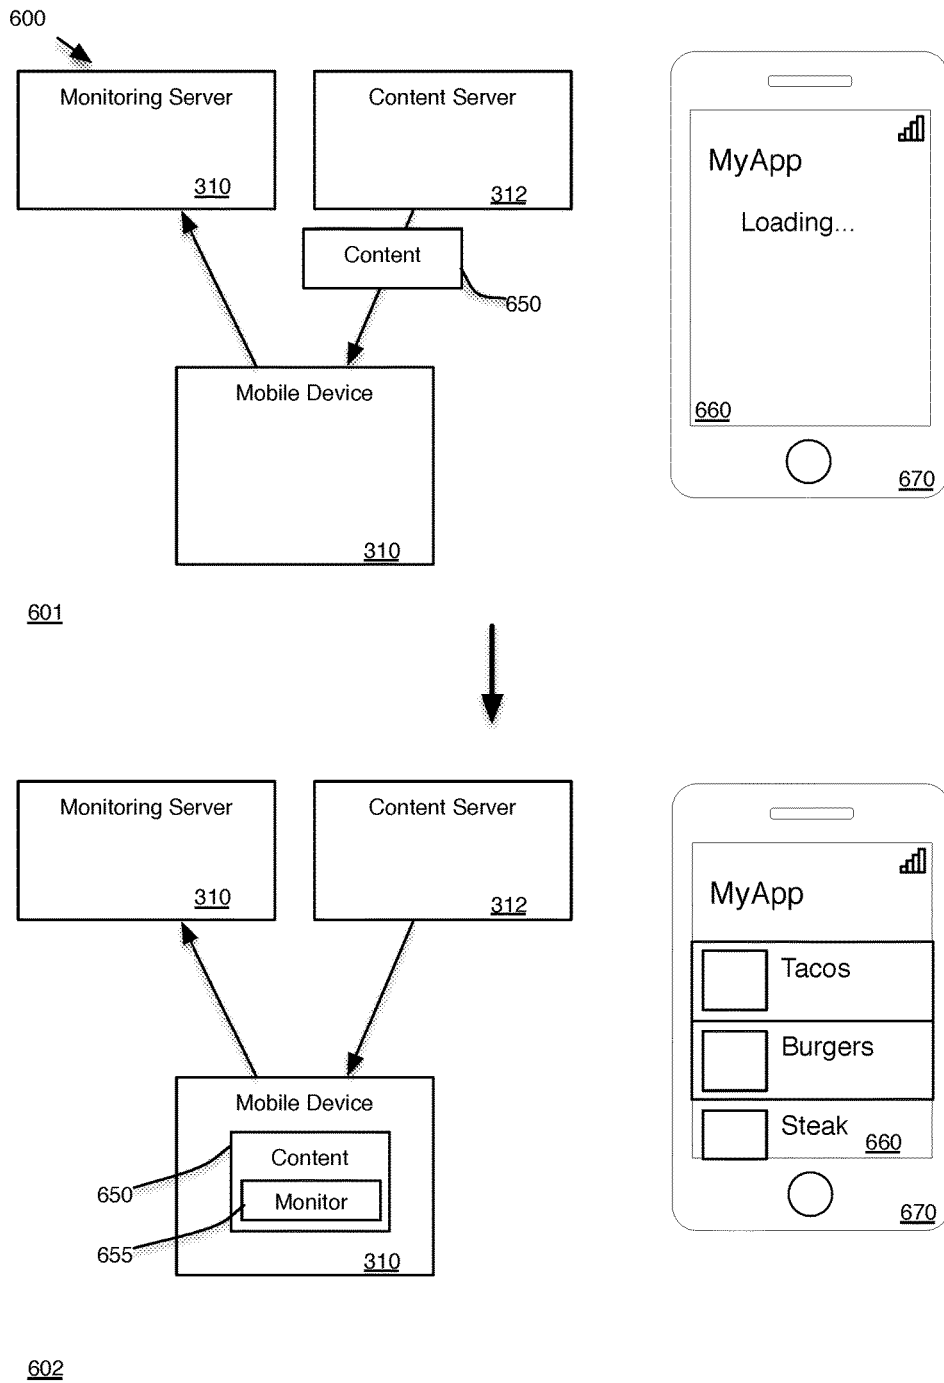 600
Monitoring Server
310
Content Server
312
Content
650
Mobile Device
310
MyApp
Loading...
660
670
601
Monitoring Server
310
Content Server
312
Mobile Device
Content
Monitor
650
655
310
MyApp
Tacos
Burgers
Steak
660
670
602